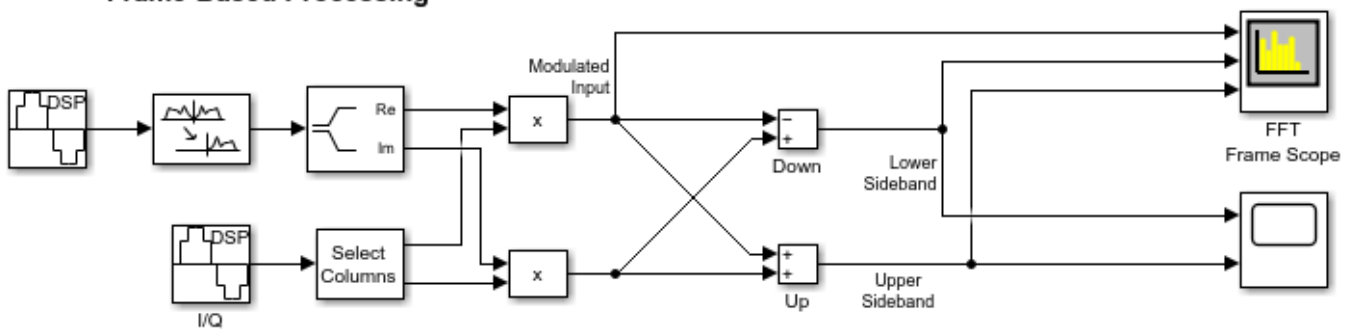 Frame-Based Processing
DSP
Re
Im
x
Modulated
Input
−
+
Down
Lower
Sideband
FFT
Frame Scope
DSP
I/Q
Select
Columns
x
+
+
Up
Upper
Sideband